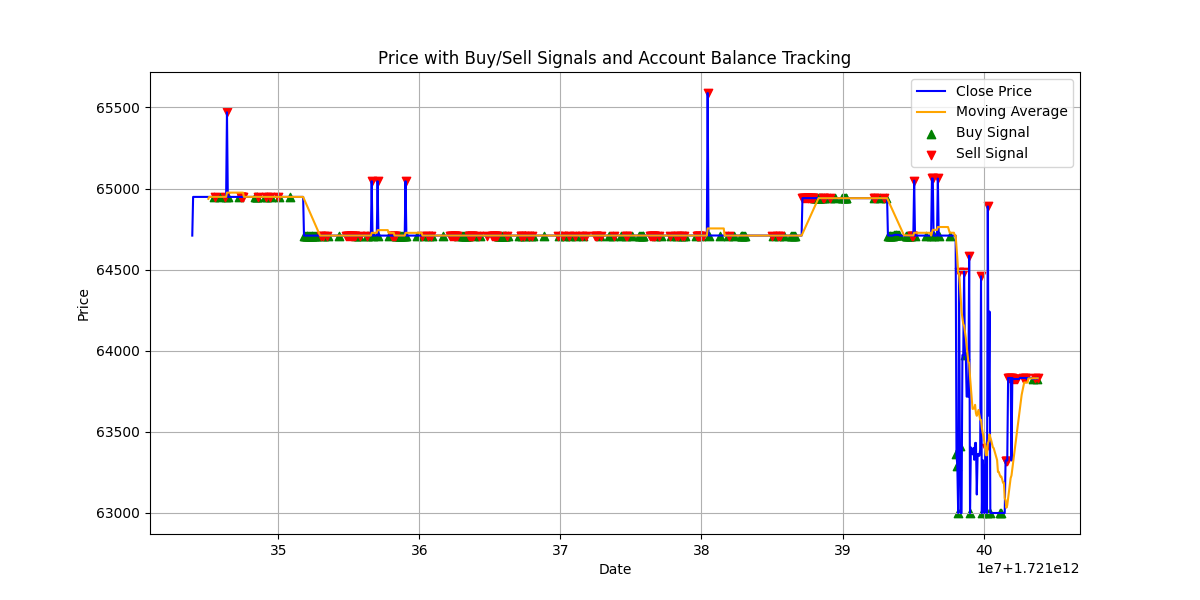 Price with Buy/Sell Signals and Account Balance Tracking
Close Price
Moving Average
Buy Signal
Sell Signal
65500
65000
64500
64000
63500
63000
Price
35 36 37 38 39 40
1e7+1.721e12
Date